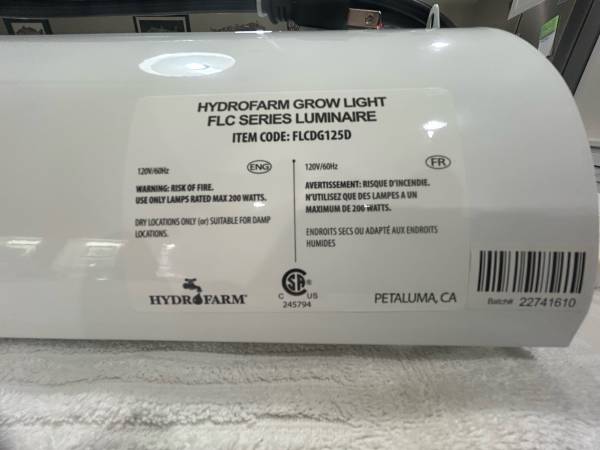 HYDROFARM GROW LIGHT
FLC SERIES LUMINAIRE
ITEM CODE: FLCDG125D
120V/60Hz
ENG
WARNING: RISK OF FIRE.
USE ONLY LAMPS RATED MAX 200 WATTS.
DRY LOCATIONS ONLY (or) SUITABLE FOR DAMP
LOCATIONS.
120V/60Hz
FR
AVERTISSEMENT: RISQUE D'INCENDIE.
N'UTILISEZ QUE DES LAMPES A UN
MAXIMUM DE 200 WATTS.
ENDROITS SECS OU ADAPTÉ AUX ENDROITS
HUMIDES
HYDROFARM®
CSA®
C US
245794
PETALUMA, CA
Batch# 22741610